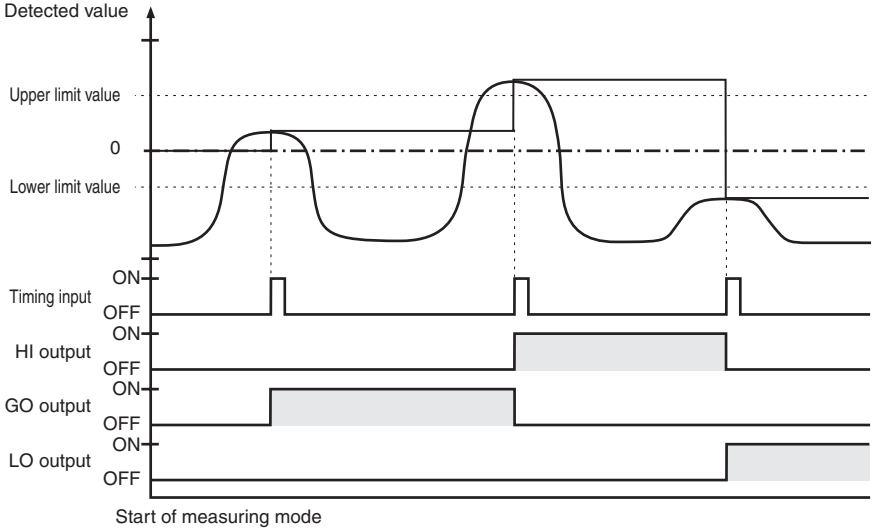 Detected value
Upper limit value
0
Lower limit value
ON
Timing input
OFF
ON
HI output
OFF
ON
GO output
OFF
ON
LO output
OFF
Start of measuring mode